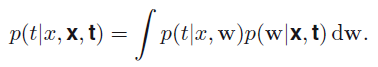 p(t|x, 𝐱, 𝐭) = ∫ p(t|x, w)p(w|𝐱, 𝐭) dw.